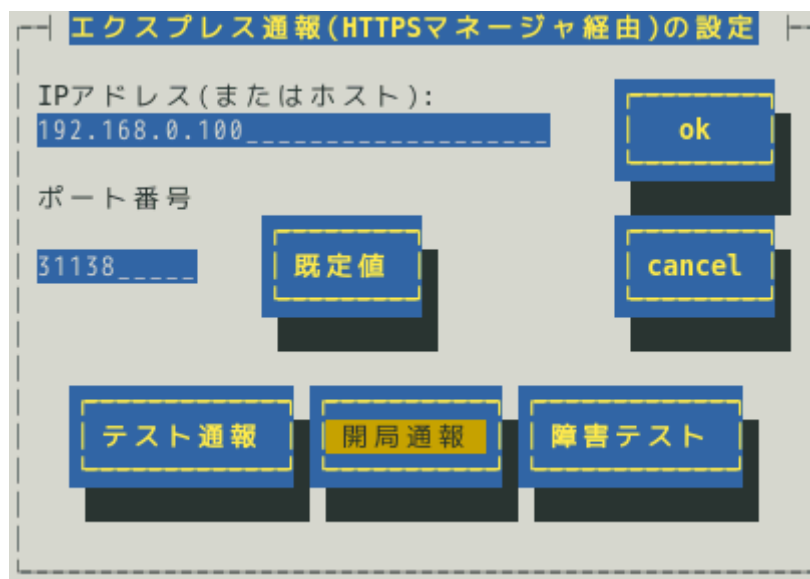 エクスプレス通報(HTTPSマネージャ経由)の設定
IPアドレス(またはホスト):
192.168.0.100___________________
ok
ポート番号
31138_____
既定値
cancel
テスト通報
開局通報
障害テスト